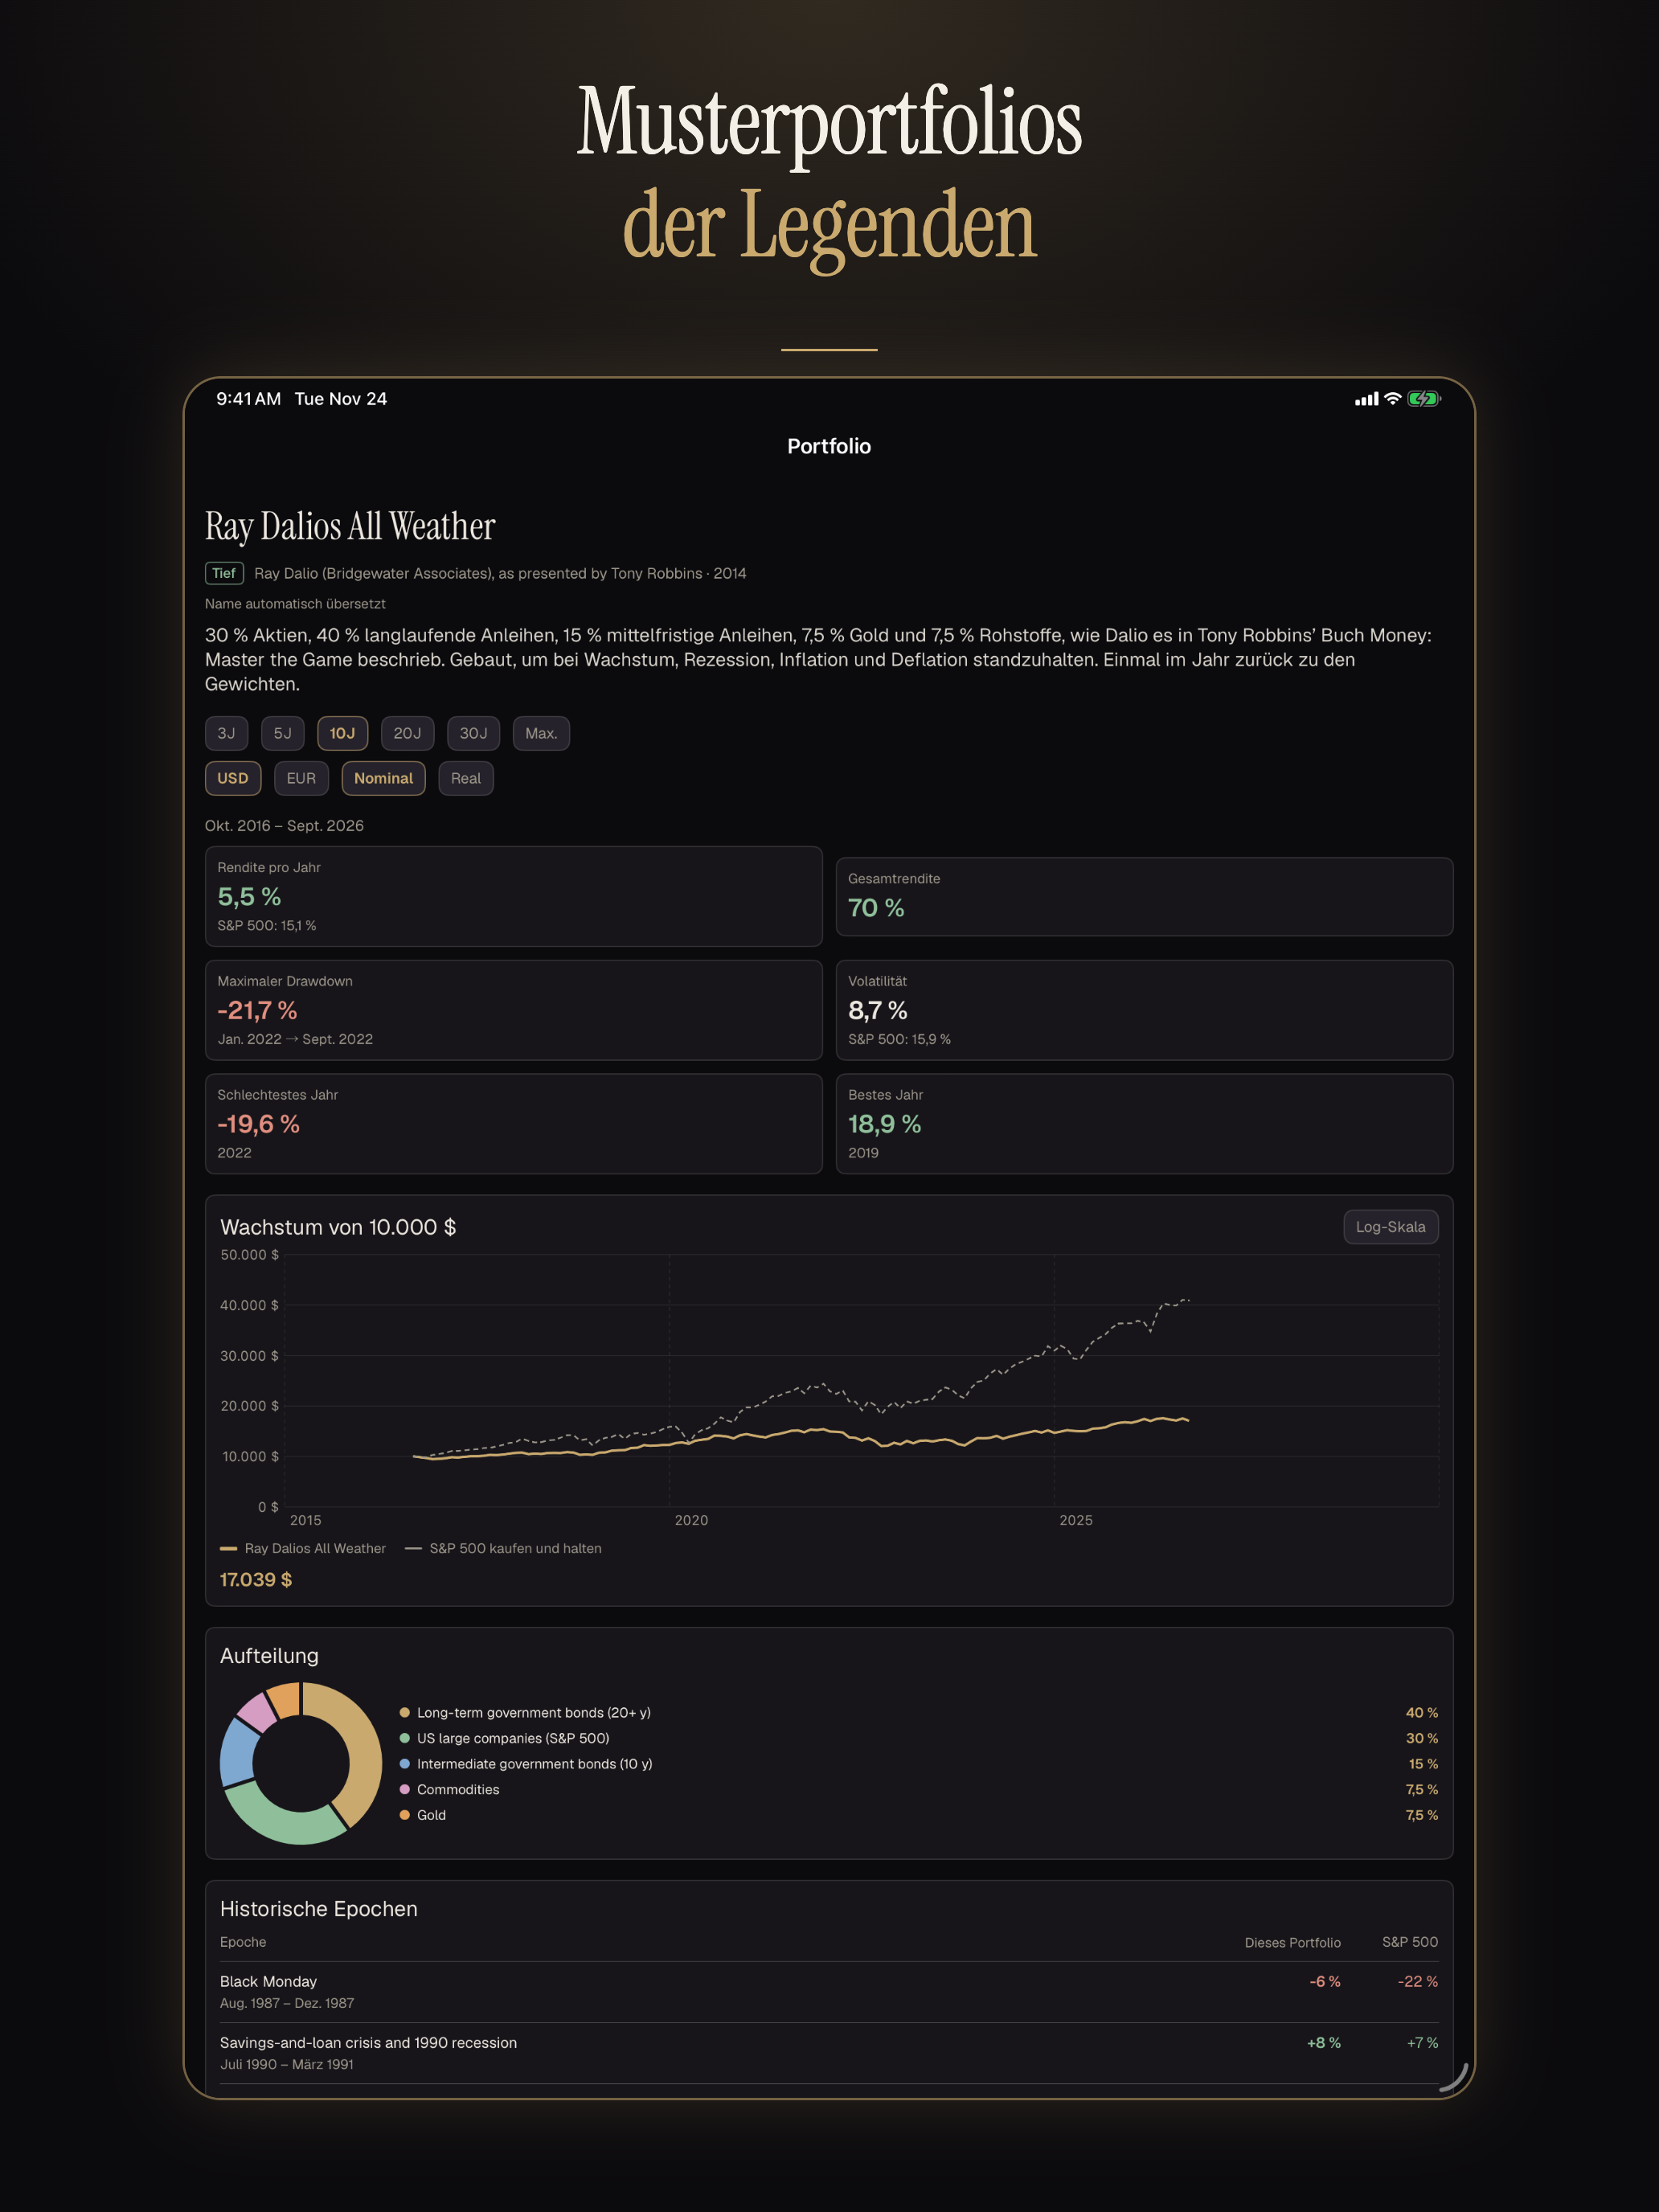 Musterportfolios
der Legenden
9:41 AM Tue Nov 24
Portfolio
Ray Dalios All Weather
Tief Ray Dalio (Bridgewater Associates), as presented by Tony Robbins · 2014
Name automatisch übersetzt
30 % Aktien, 40 % langlaufende Anleihen, 15 % mittelfristige Anleihen, 7,5 % Gold und 7,5 % Rohstoffe, wie Dalio es in Tony Robbins’ Buch Money:
Master the Game beschrieb. Gebaut, um bei Wachstum, Rezession, Inflation und Deflation standzuhalten. Einmal im Jahr zurück zu den
Gewichten.
3J 5J 10J 20J 30J Max.
USD EUR Nominal Real
Okt. 2016 – Sept. 2026
Rendite pro Jahr
5,5 %
S&P 500: 15,1 %
Gesamtrendite
70 %
Maximaler Drawdown
-21,7 %
Jan. 2022 → Sept. 2022
Volatilität
8,7 %
S&P 500: 15,9 %
Schlechtestes Jahr
-19,6 %
2022
Bestes Jahr
18,9 %
2019
Wachstum von 10.000 $
Log-Skala
50.000 $
40.000 $
30.000 $
20.000 $
10.000 $
0 $
2015 2020 2025
Ray Dalios All Weather S&P 500 kaufen und halten
17.039 $
Aufteilung
Long-term government bonds (20+ y) 40 %
US large companies (S&P 500) 30 %
Intermediate government bonds (10 y) 15 %
Commodities 7,5 %
Gold 7,5 %
Historische Epochen
Epoche Dieses Portfolio S&P 500
Black Monday -6 % -22 %
Aug. 1987 – Dez. 1987
Savings-and-loan crisis and 1990 recession +8 % +7 %
Juli 1990 – März 1991